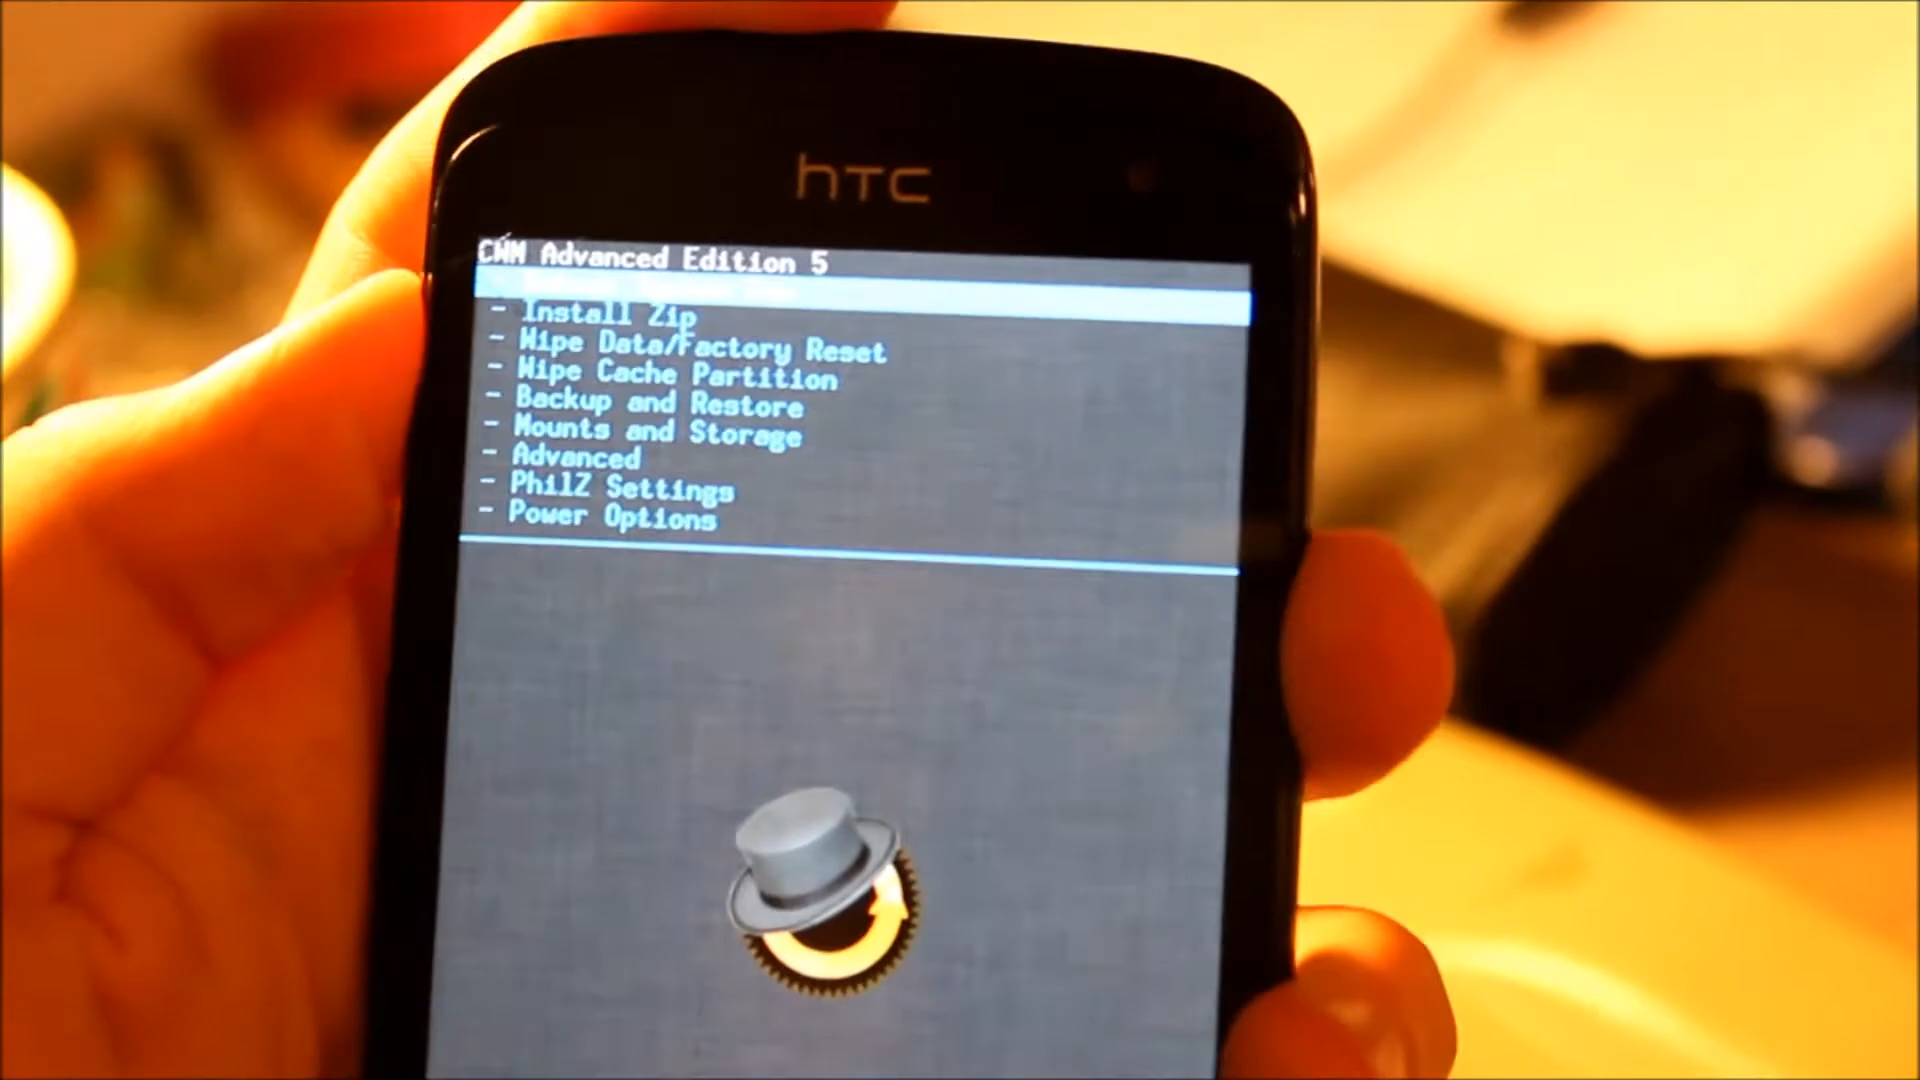 hTC
CWM Advanced Edition 5
- Install Zip
- Wipe Data/Factory Reset
- Wipe Cache Partition
- Backup and Restore
- Mounts and Storage
- Advanced
- PhilZ Settings
- Power Options